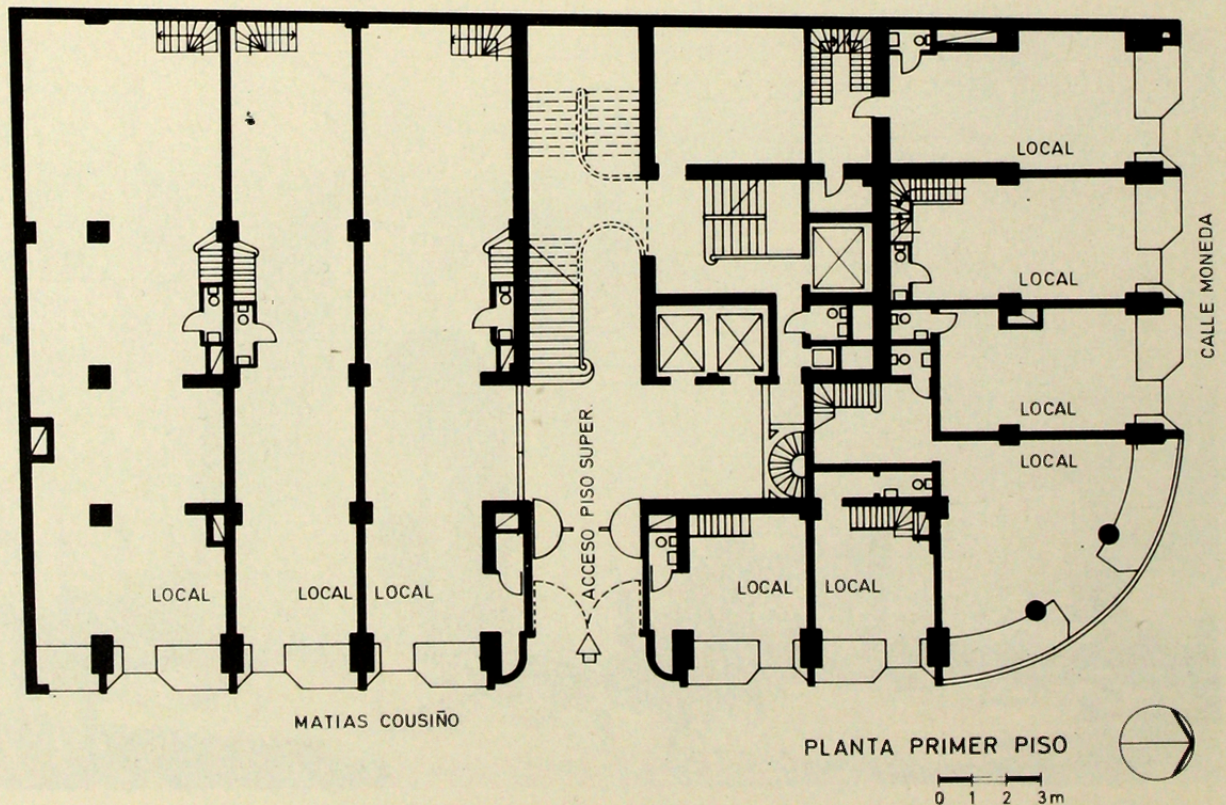 LOCAL
LOCAL
LOCAL
LOCAL
LOCAL
CALLE MONEDA
ACCESO PISO SUPER.
LOCAL
LOCAL LOCAL
LOCAL
LOCAL
MATIAS COUSIÑO
PLANTA PRIMER PISO
0 1 2 3m